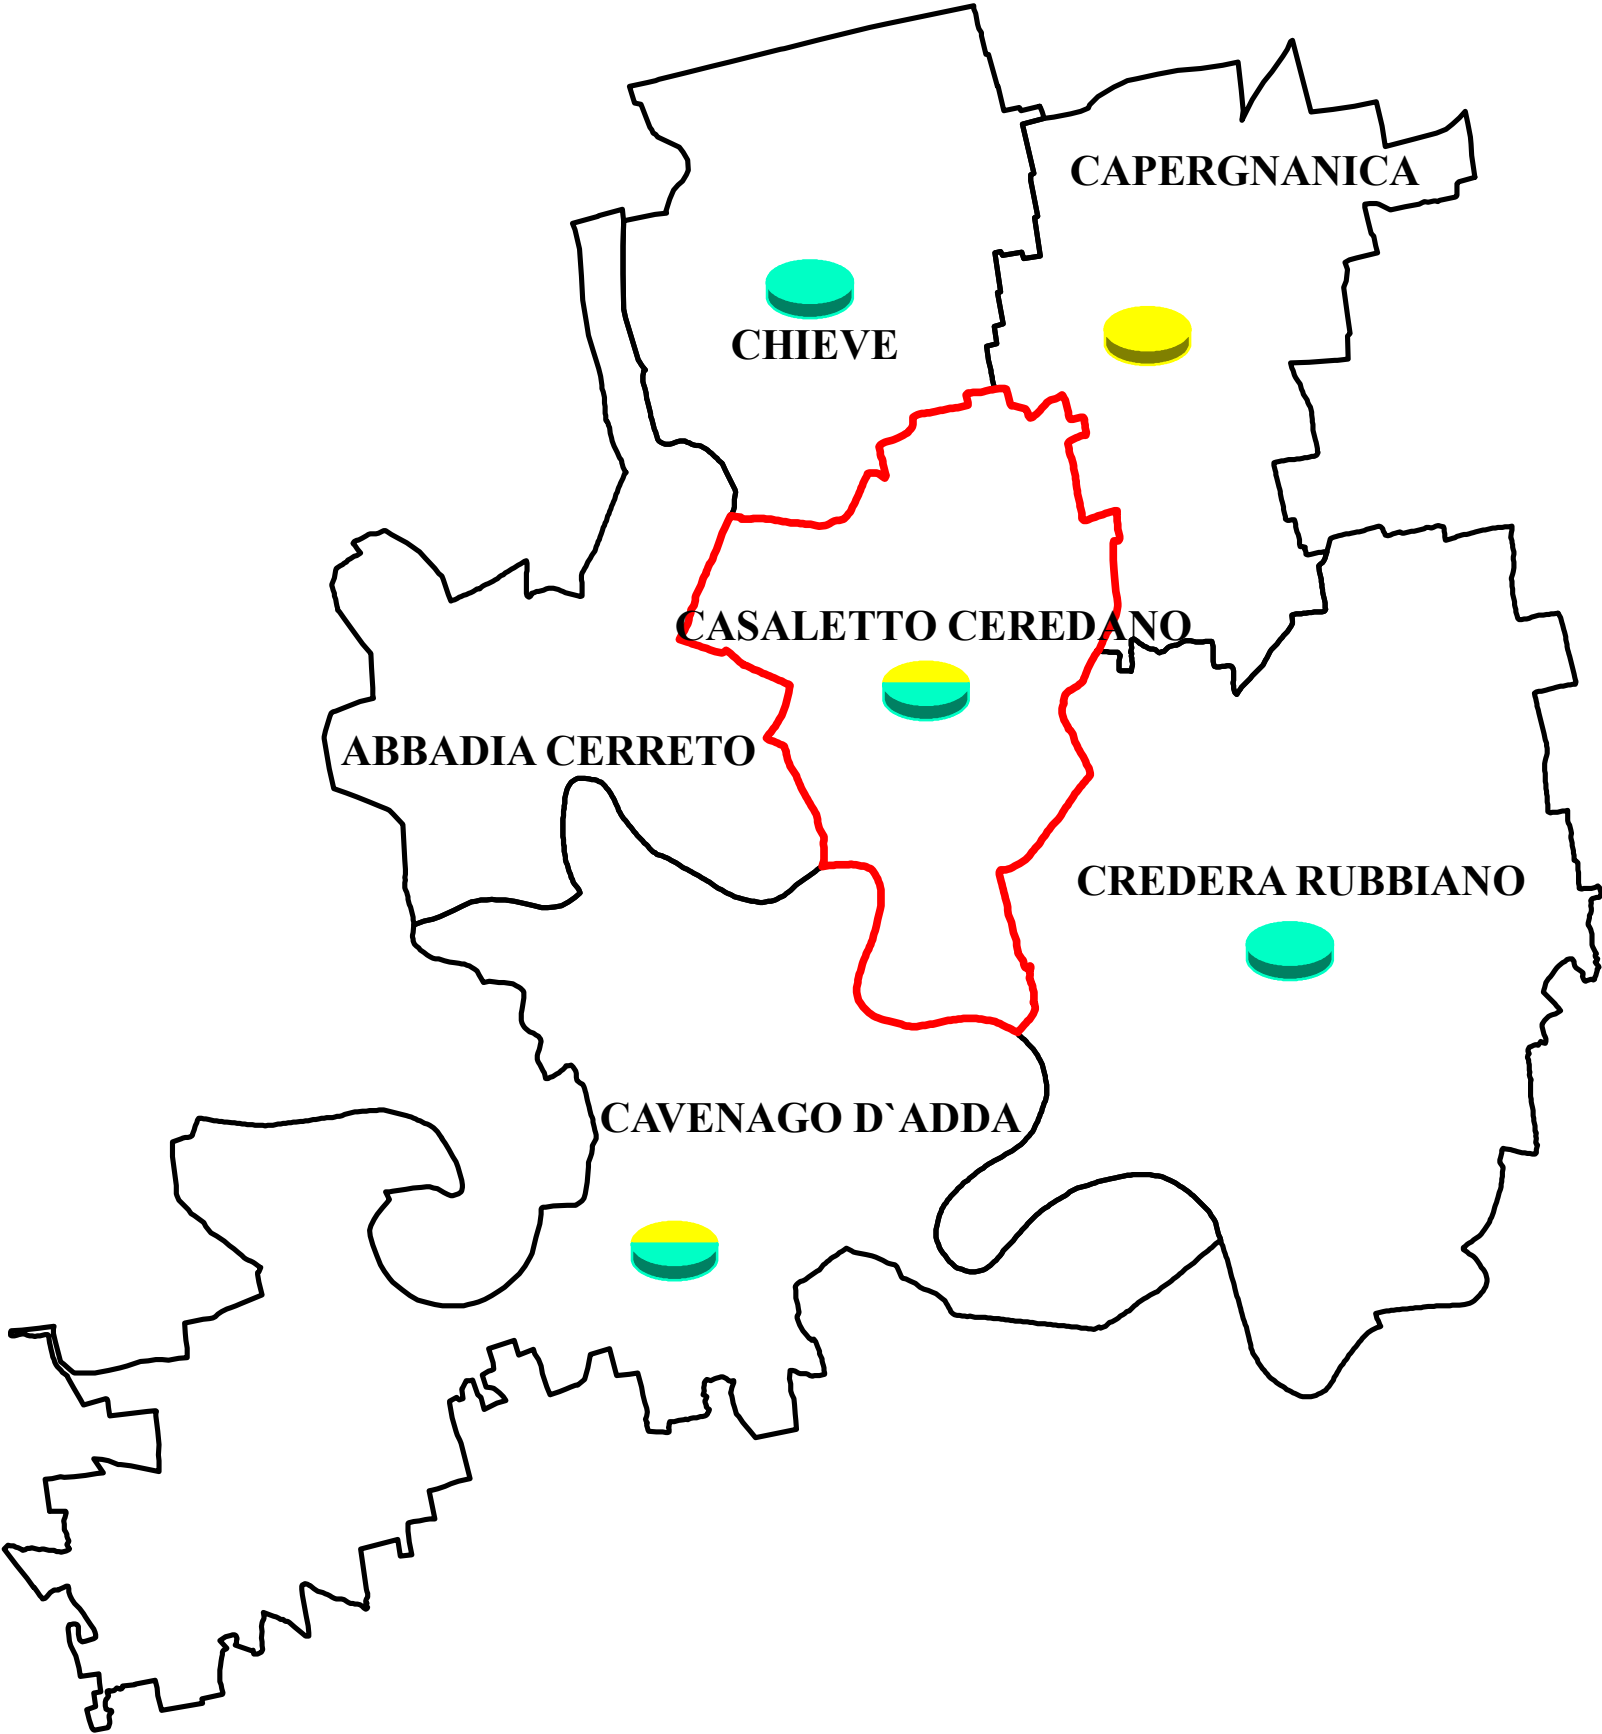 CAPERGNANICA
CHIEVE
CASALETTO CEREDANO
ABBADIA CERRETO
CREDERA RUBBIANO
CAVENAGO D`ADDA